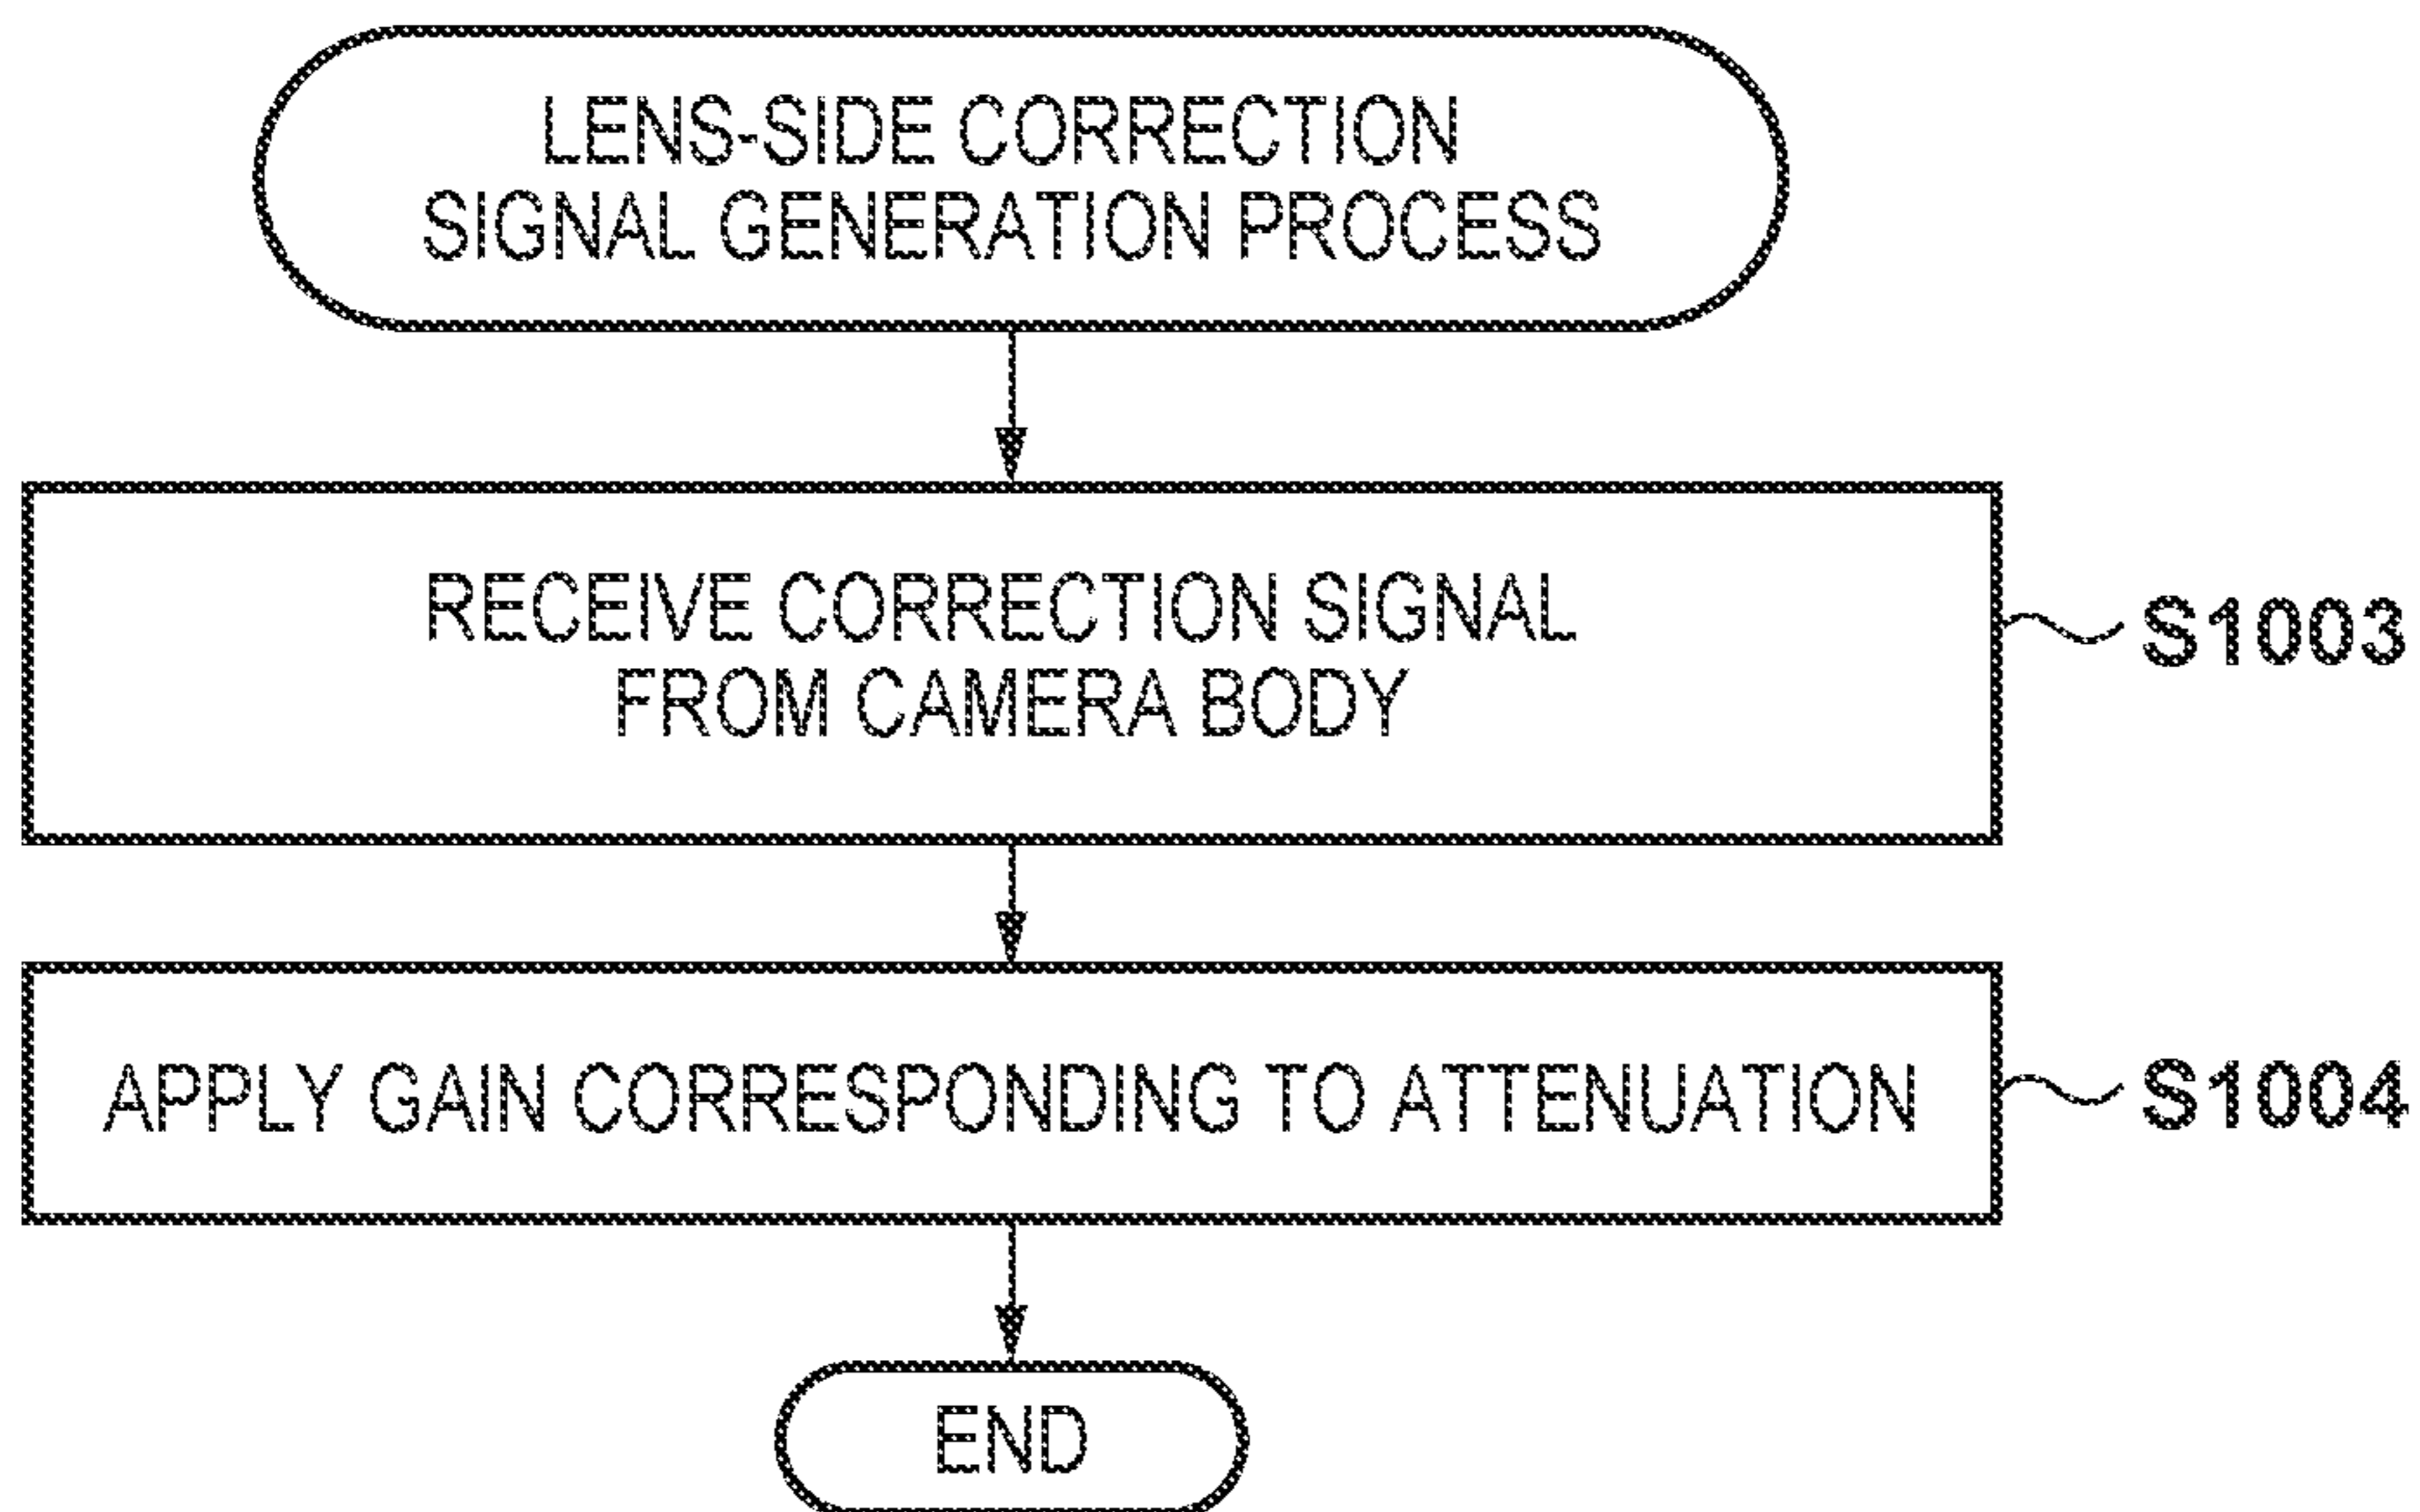 LENS-SIDE CORRECTION
SIGNAL GENERATION PROCESS
RECEIVE CORRECTION SIGNAL
FROM CAMERA BODY
S1003
APPLY GAIN CORRESPONDING TO ATTENUATION
S1004
END